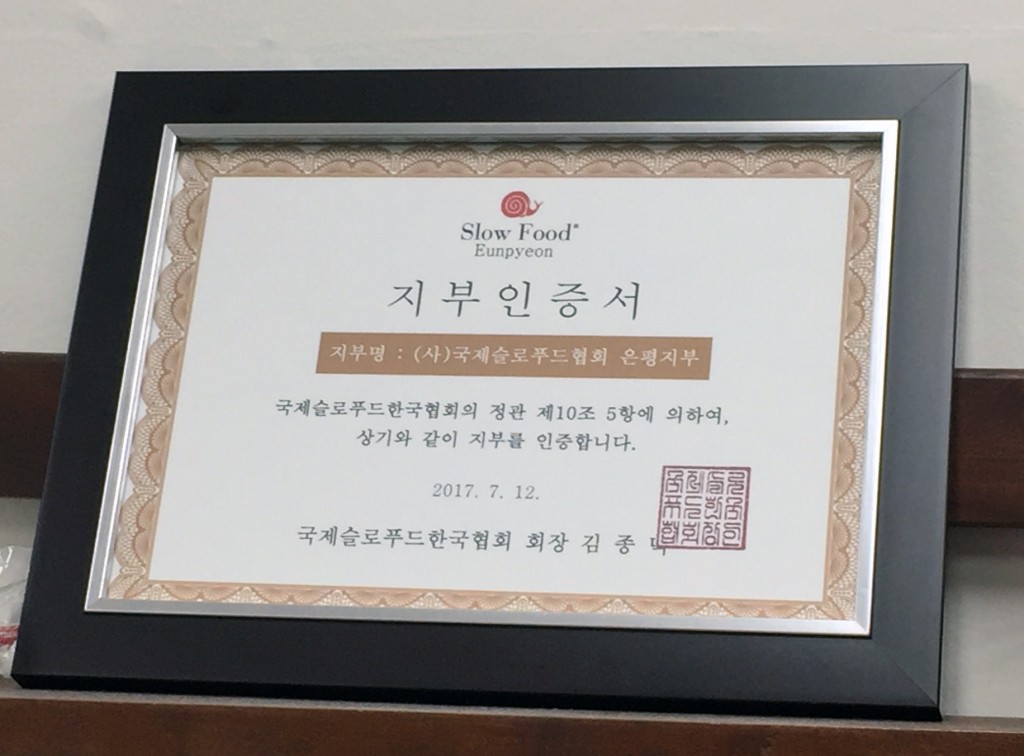 Slow Food®
Eunpyeon
지부인증서
지부명 : (사)국제슬로푸드협회 은평지부
국제슬로푸드한국협회의 정관 제10조 5항에 의하여,
상기와 같이 지부를 인증합니다.
2017. 7. 12.
국제슬로푸드한국협회 회장 김 종